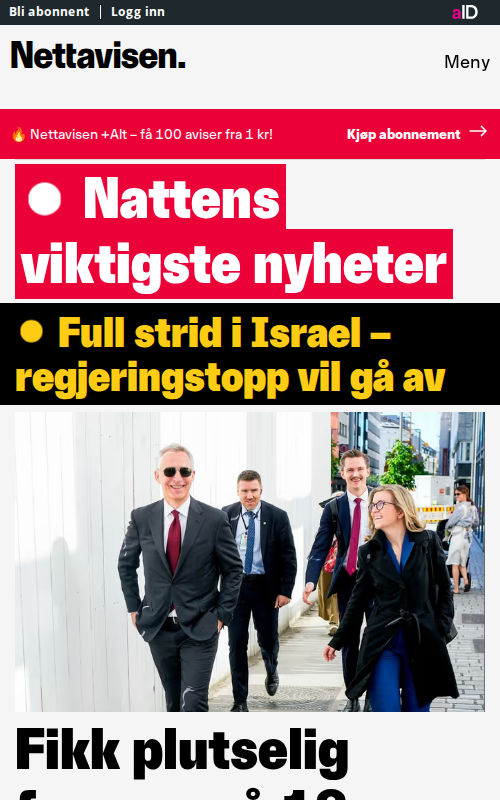 Bli abonnent | Logg inn
aID
Nettavisen.
Meny
🔥 Nettavisen +Alt – få 100 aviser fra 1 kr!
Kjøp abonnement →
Nattens
viktigste nyheter
Full strid i Israel –
regjeringstopp vil gå av
Fikk plutselig